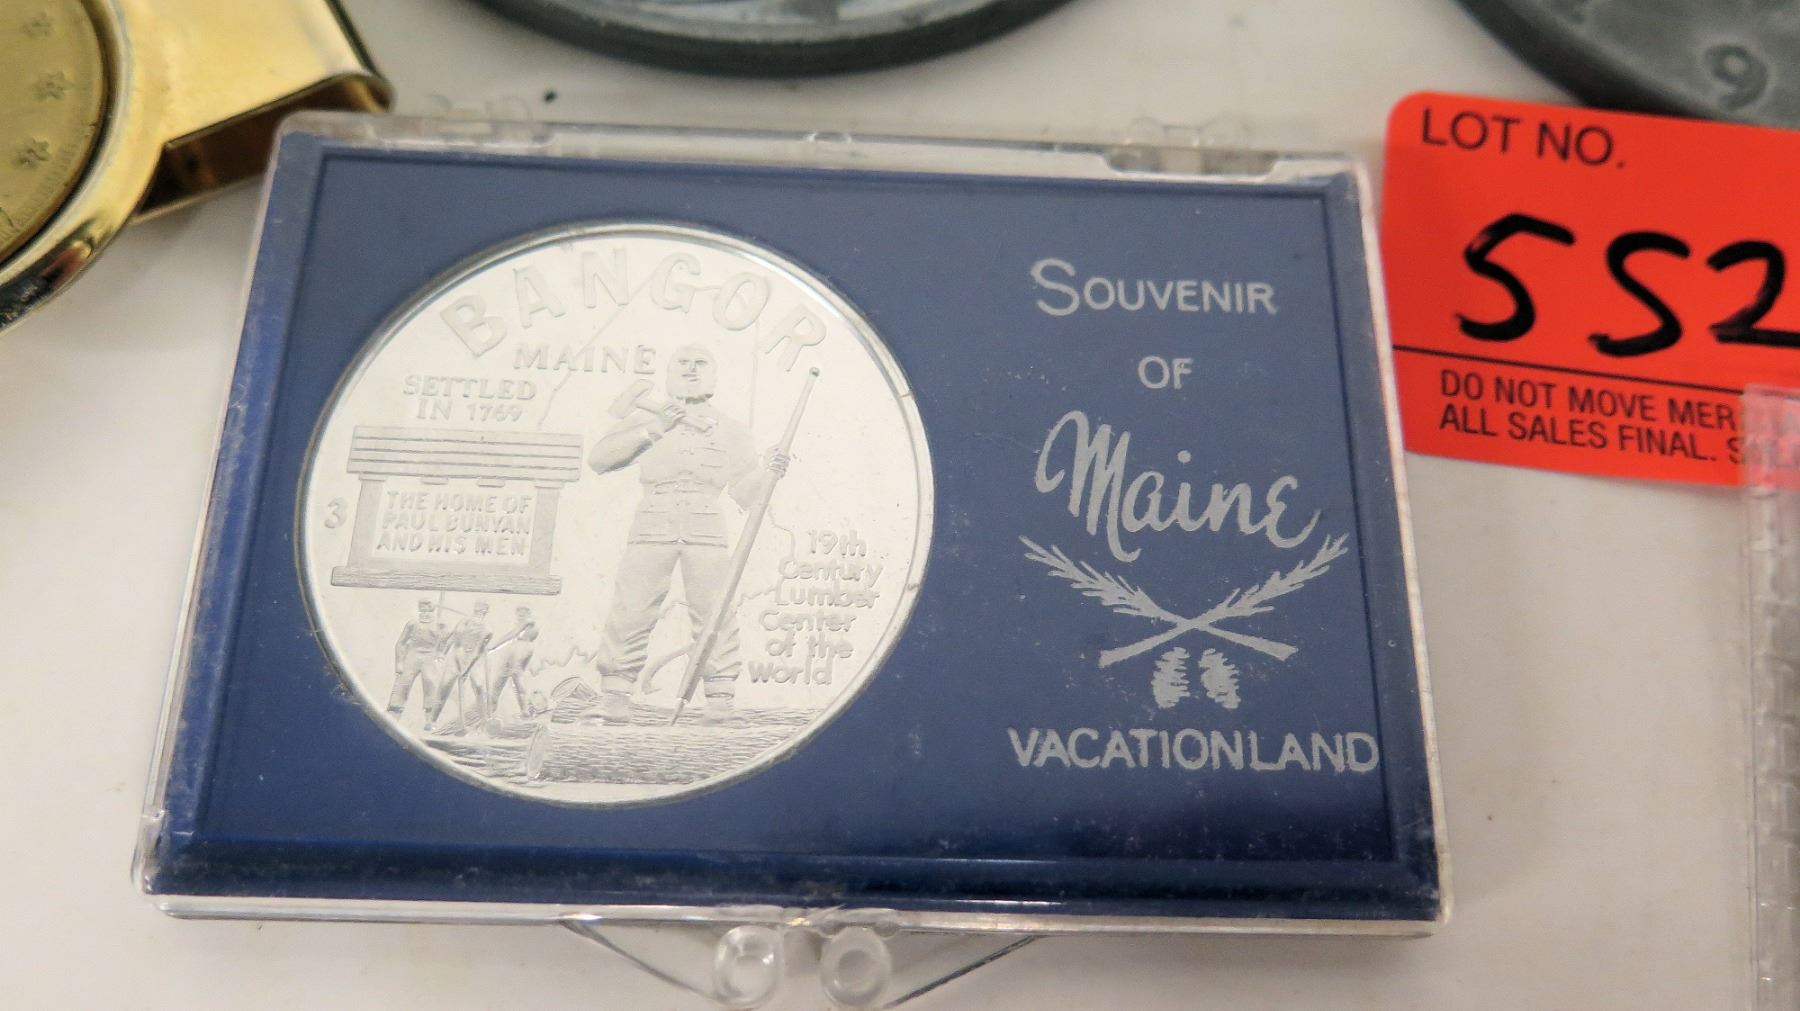 BANGOR
MAINE
SETTLED
IN 1769
3
THE HOME OF
PAUL BUNYAN
AND HIS MEN
19th
Century
Lumber
Center
of the
World
SOUVENIR
OF
Maine
VACATIONLAND
9
LOT NO.
552
DO NOT MOVE MER
ALL SALES FINAL.